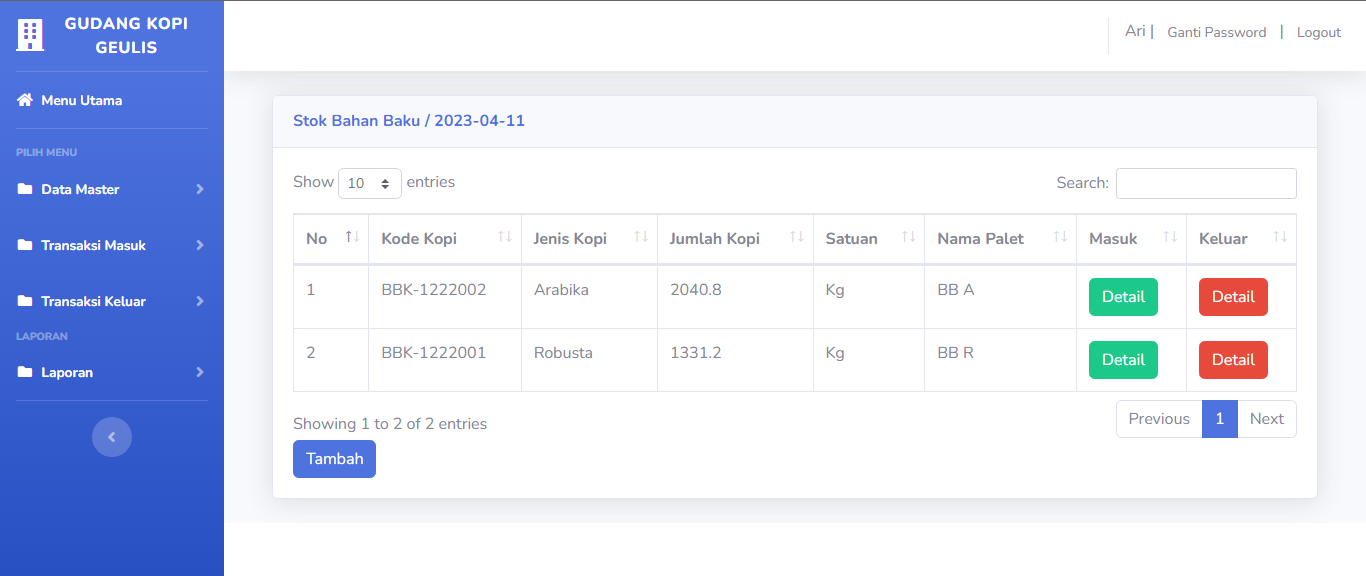 GUDANG KOPI
GEULIS
Ari | Ganti Password | Logout
Menu Utama
PILIH MENU
Data Master
Transaksi Masuk
Transaksi Keluar
LAPORAN
Laporan
Stok Bahan Baku / 2023-04-11
Show 10 entries Search:
No Kode Kopi Jenis Kopi Jumlah Kopi Satuan Nama Palet Masuk Keluar
1 BBK-1222002 Arabika 2040.8 Kg BB A Detail Detail
2 BBK-1222001 Robusta 1331.2 Kg BB R Detail Detail
Showing 1 to 2 of 2 entries Previous 1 Next
Tambah